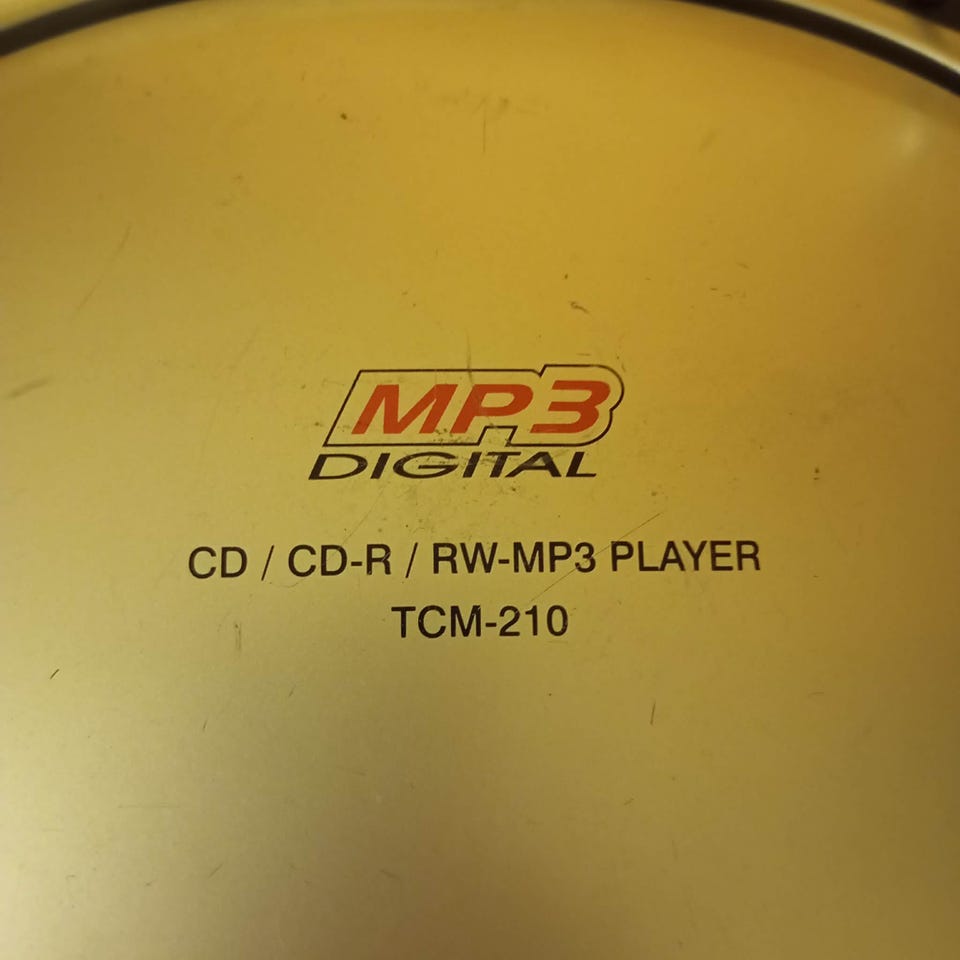 MP3
DIGITAL
CD / CD-R / RW-MP3 PLAYER
TCM-210